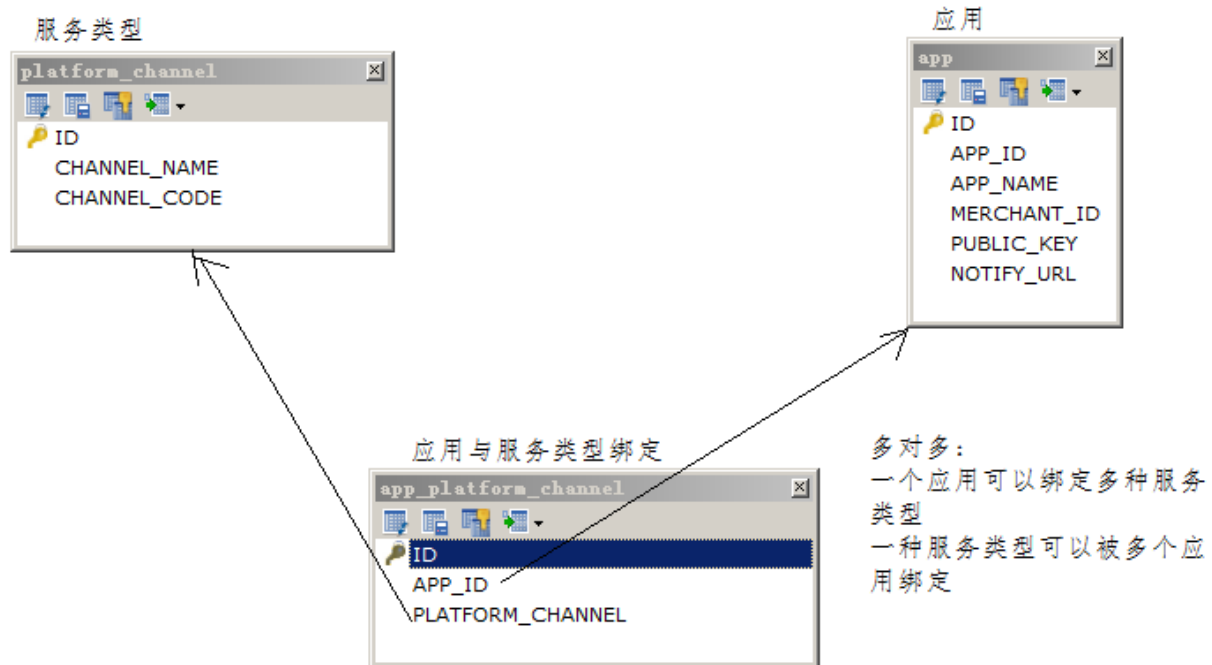 服务类型
platform_channel
ID
CHANNEL_NAME
CHANNEL_CODE
应用
app
ID
APP_ID
APP_NAME
MERCHANT_ID
PUBLIC_KEY
NOTIFY_URL
应用与服务类型绑定
app_platform_channel
ID
APP_ID
PLATFORM_CHANNEL
多对多：
一个应用可以绑定多种服务
类型
一种服务类型可以被多个应
用绑定